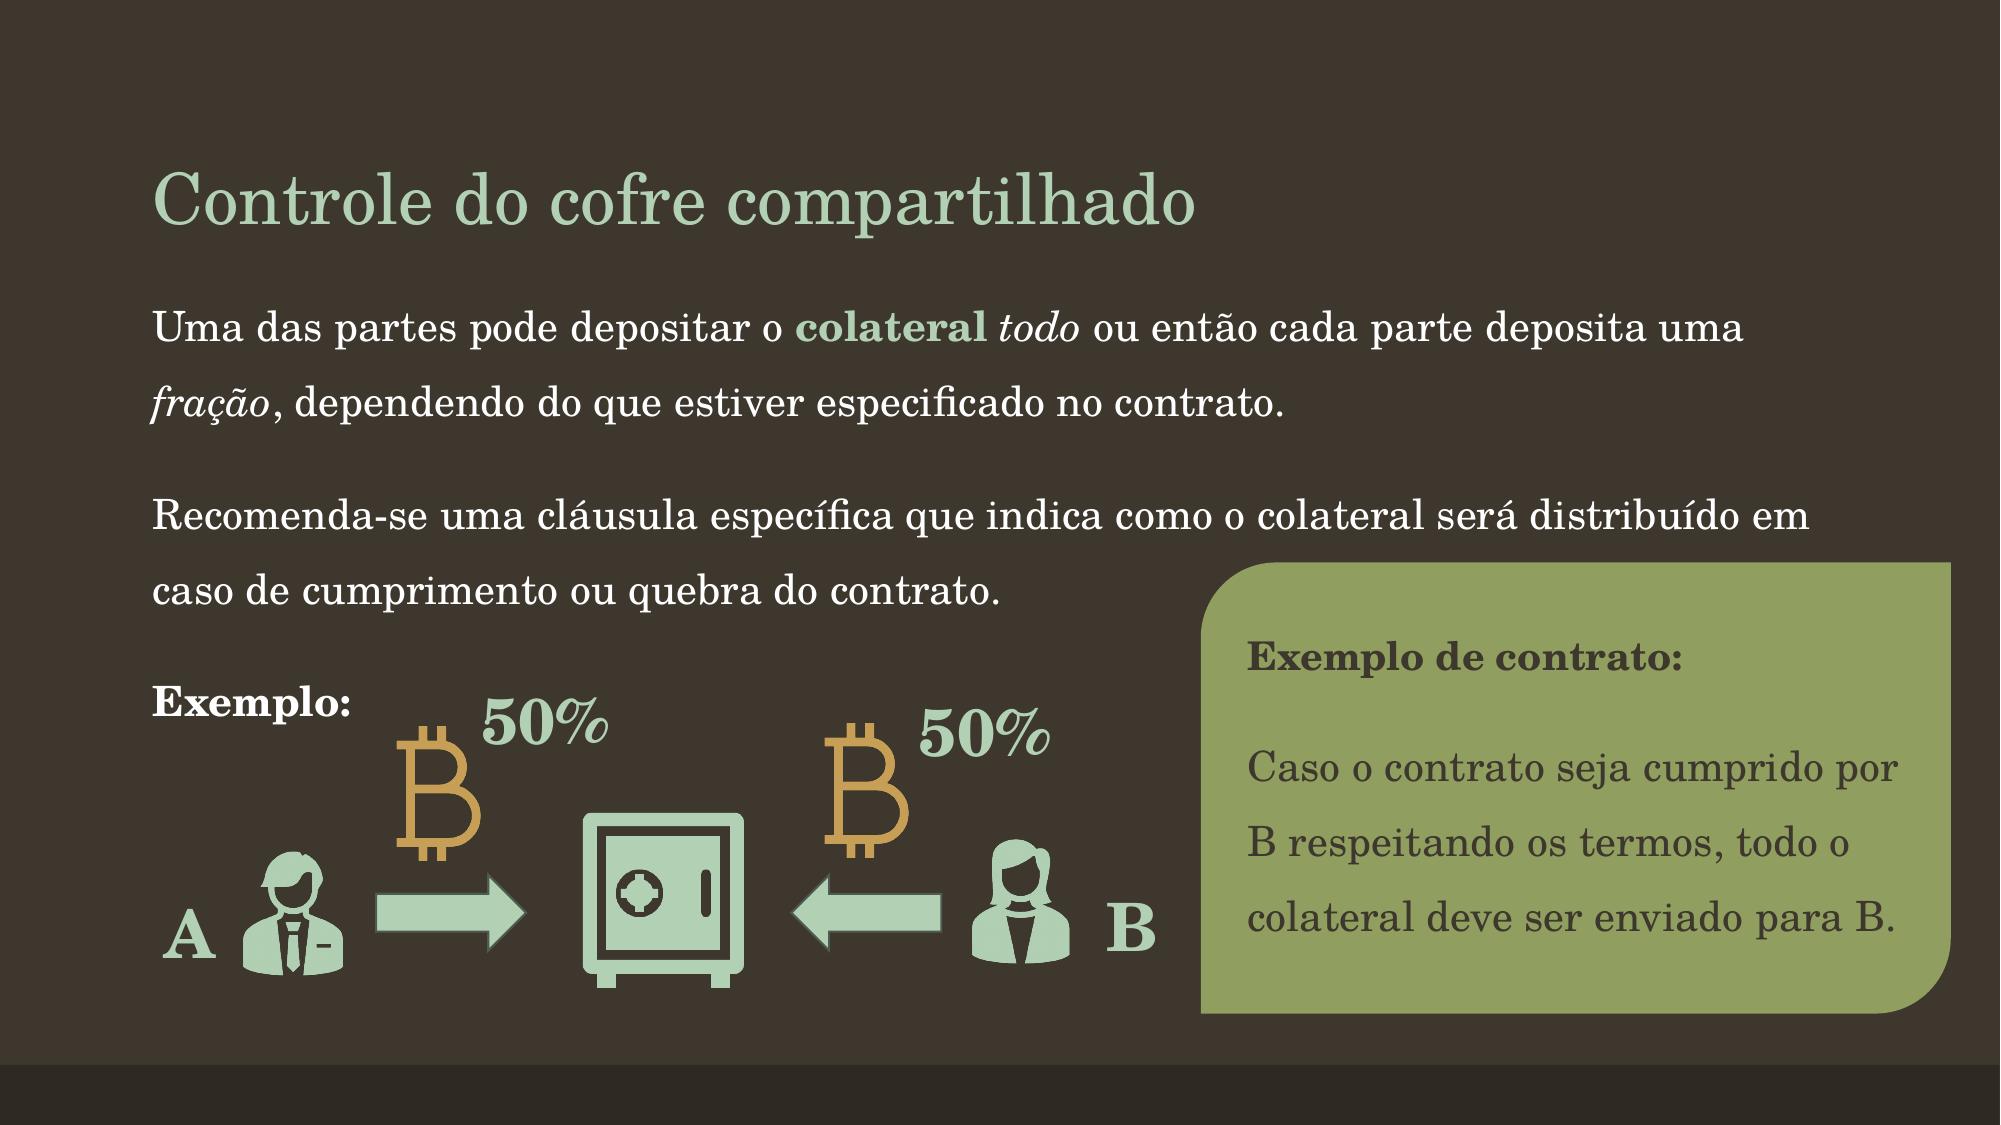 Controle do cofre compartilhado
Uma das partes pode depositar o colateral todo ou então cada parte deposita uma
fração, dependendo do que estiver especificado no contrato.
Recomenda-se uma cláusula específica que indica como o colateral será distribuído em
caso de cumprimento ou quebra do contrato.
Exemplo:
50%
50%
A
B
Exemplo de contrato:
Caso o contrato seja cumprido por
B respeitando os termos, todo o
colateral deve ser enviado para B.